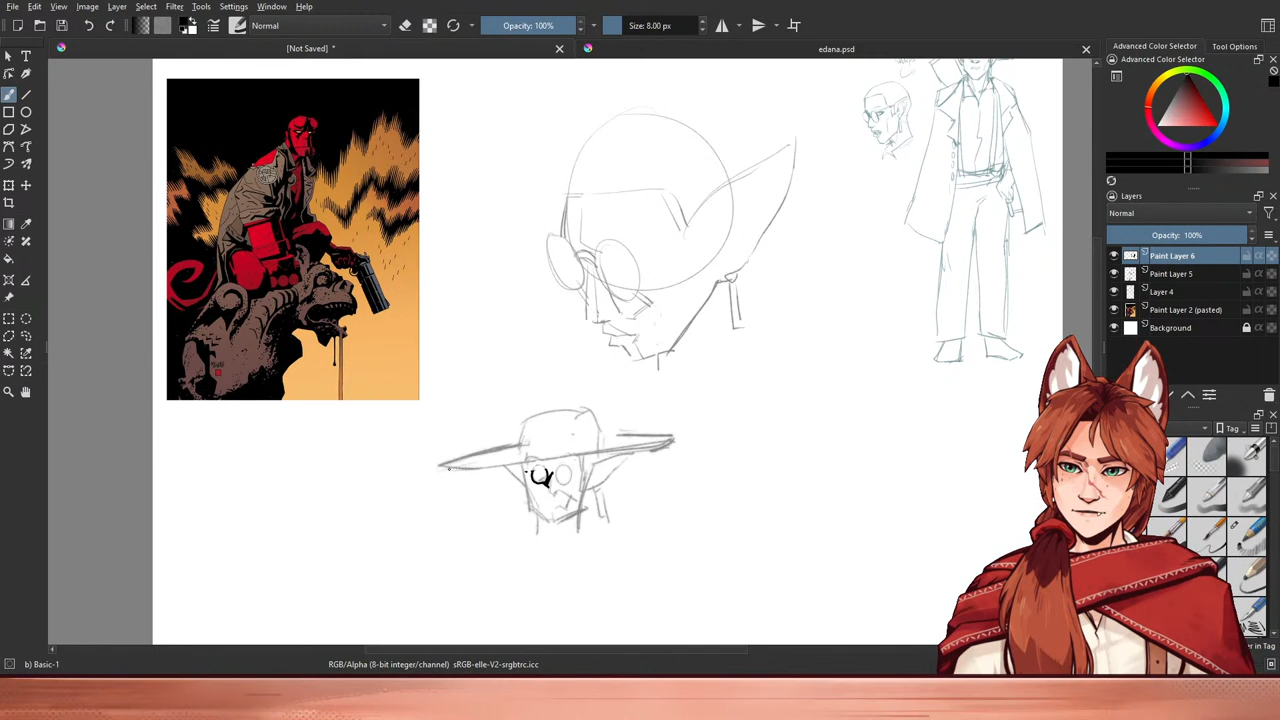 File Edit View Image Layer Select Filter Tools Settings Window Help
Normal Opacity: 100% Size: 8.00 px
[Not Saved] * edana.psd
Advanced Color Selector Tool Options
Advanced Color Selector
Layers
Normal
Opacity: 100%
Paint Layer 6
Paint Layer 5
Layer 4
Paint Layer 2 (pasted)
Background
Tag
er in Tag
b) Basic-1 RGB/Alpha (8-bit integer/channel) sRGB-elle-V2-srgbtrc.icc